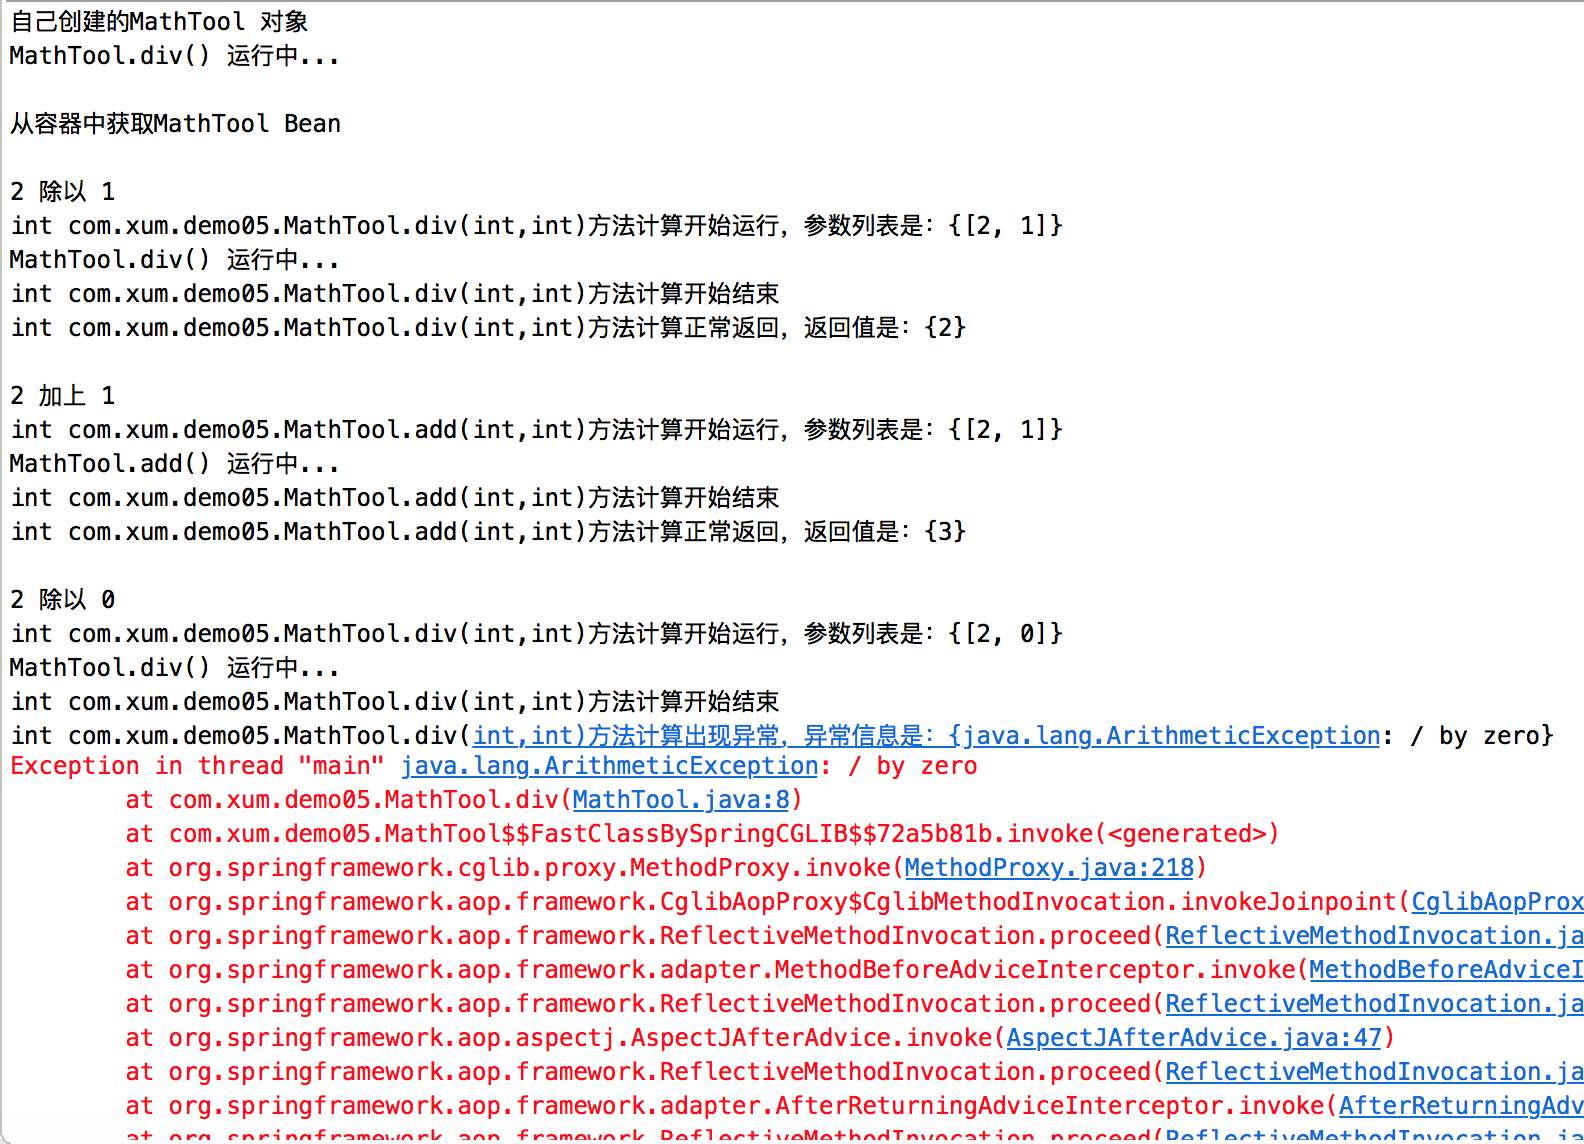 自己创建的MathTool 对象
MathTool.div() 运行中...
从容器中获取MathTool Bean
2 除以 1
int com.xum.demo05.MathTool.div(int,int)方法计算开始运行，参数列表是：{[2, 1]}
MathTool.div() 运行中...
int com.xum.demo05.MathTool.div(int,int)方法计算开始结束
int com.xum.demo05.MathTool.div(int,int)方法计算正常返回，返回值是：{2}
2 加上 1
int com.xum.demo05.MathTool.add(int,int)方法计算开始运行，参数列表是：{[2, 1]}
MathTool.add() 运行中...
int com.xum.demo05.MathTool.add(int,int)方法计算开始结束
int com.xum.demo05.MathTool.add(int,int)方法计算正常返回，返回值是：{3}
2 除以 0
int com.xum.demo05.MathTool.div(int,int)方法计算开始运行，参数列表是：{[2, 0]}
MathTool.div() 运行中...
int com.xum.demo05.MathTool.div(int,int)方法计算开始结束
int com.xum.demo05.MathTool.div(int,int)方法计算出现异常，异常信息是：{java.lang.ArithmeticException: / by zero}
Exception in thread "main" java.lang.ArithmeticException: / by zero
at com.xum.demo05.MathTool.div(MathTool.java:8)
at com.xum.demo05.MathTool$$FastClassBySpringCGLIB$$72a5b81b.invoke(<generated>)
at org.springframework.cglib.proxy.MethodProxy.invoke(MethodProxy.java:218)
at org.springframework.aop.framework.CglibAopProxy$CglibMethodInvocation.invokeJoinpoint(CglibAopProx
at org.springframework.aop.framework.ReflectiveMethodInvocation.proceed(ReflectiveMethodInvocation.ja
at org.springframework.aop.framework.adapter.MethodBeforeAdviceInterceptor.invoke(MethodBeforeAdviceI
at org.springframework.aop.framework.ReflectiveMethodInvocation.proceed(ReflectiveMethodInvocation.ja
at org.springframework.aop.aspectj.AspectJAfterAdvice.invoke(AspectJAfterAdvice.java:47)
at org.springframework.aop.framework.ReflectiveMethodInvocation.proceed(ReflectiveMethodInvocation.ja
at org.springframework.aop.framework.adapter.AfterReturningAdviceInterceptor.invoke(AfterReturningAdv
at org.springframework.aop.framework.ReflectiveMethodInvocation.proceed(ReflectiveMethodInvocation.ja